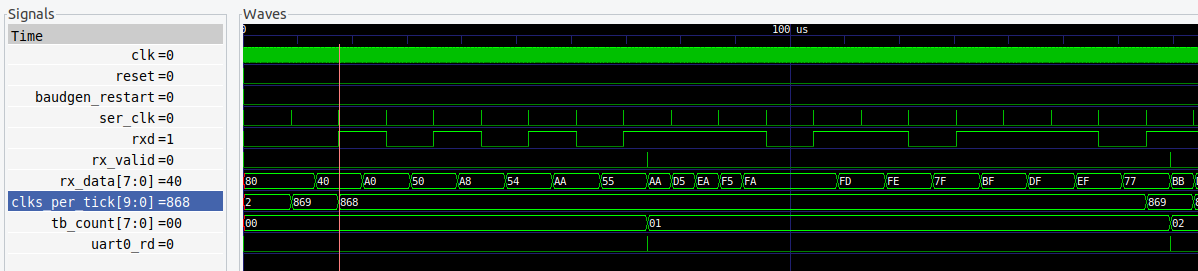 Signals Waves
Time 0 100 us
clk =0
reset =0
baudgen_restart =0
ser_clk =0
rxd =1
rx_valid =0
rx_data[7:0] =40 80 40 A0 50 A8 54 AA 55 AA D5 EA F5 FA FD FE 7F BF DF EF 77 BB
clks_per_tick[9:0] =868 2 869 868 869
tb_count[7:0] =00 00 01 02
uart0_rd =0